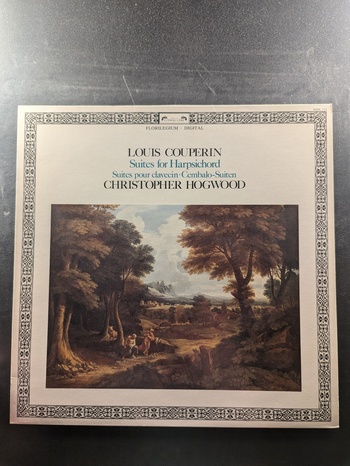 FLORILEGIUM DIGITAL
LOUIS COUPERIN
Suites for Harpsichord
Suites pour clavecin·Cembalo-Suiten
CHRISTOPHER HOGWOOD